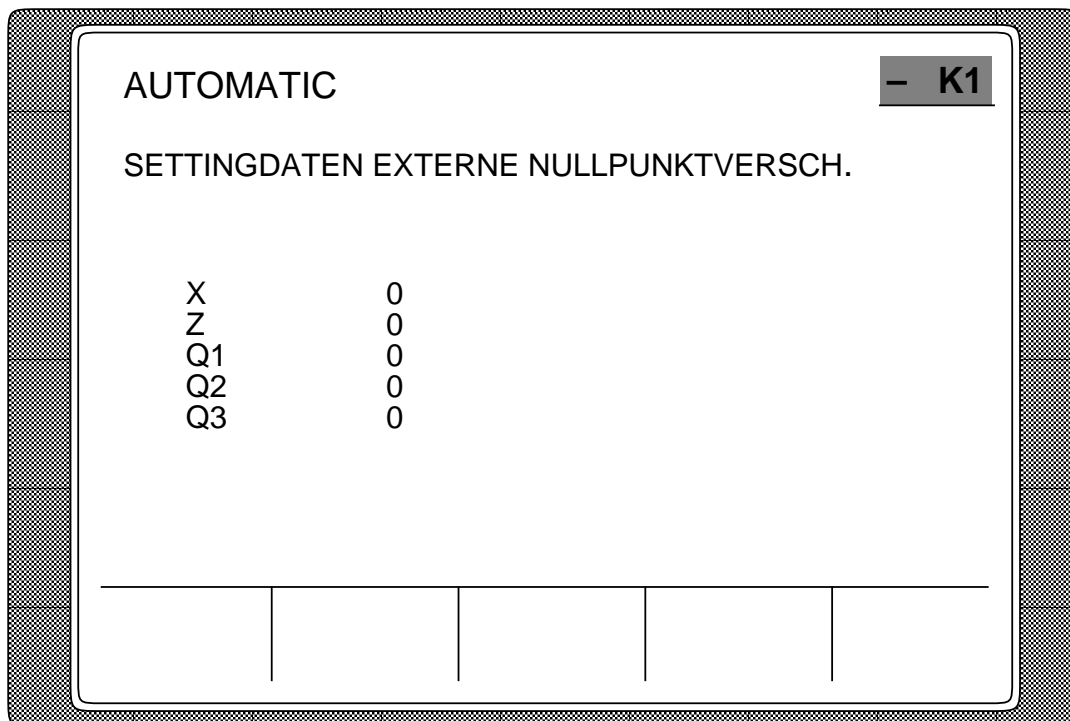 AUTOMATIC – K1
SETTINGDATEN EXTERNE NULLPUNKTVERSCH.
X 0
Z 0
Q1 0
Q2 0
Q3 0